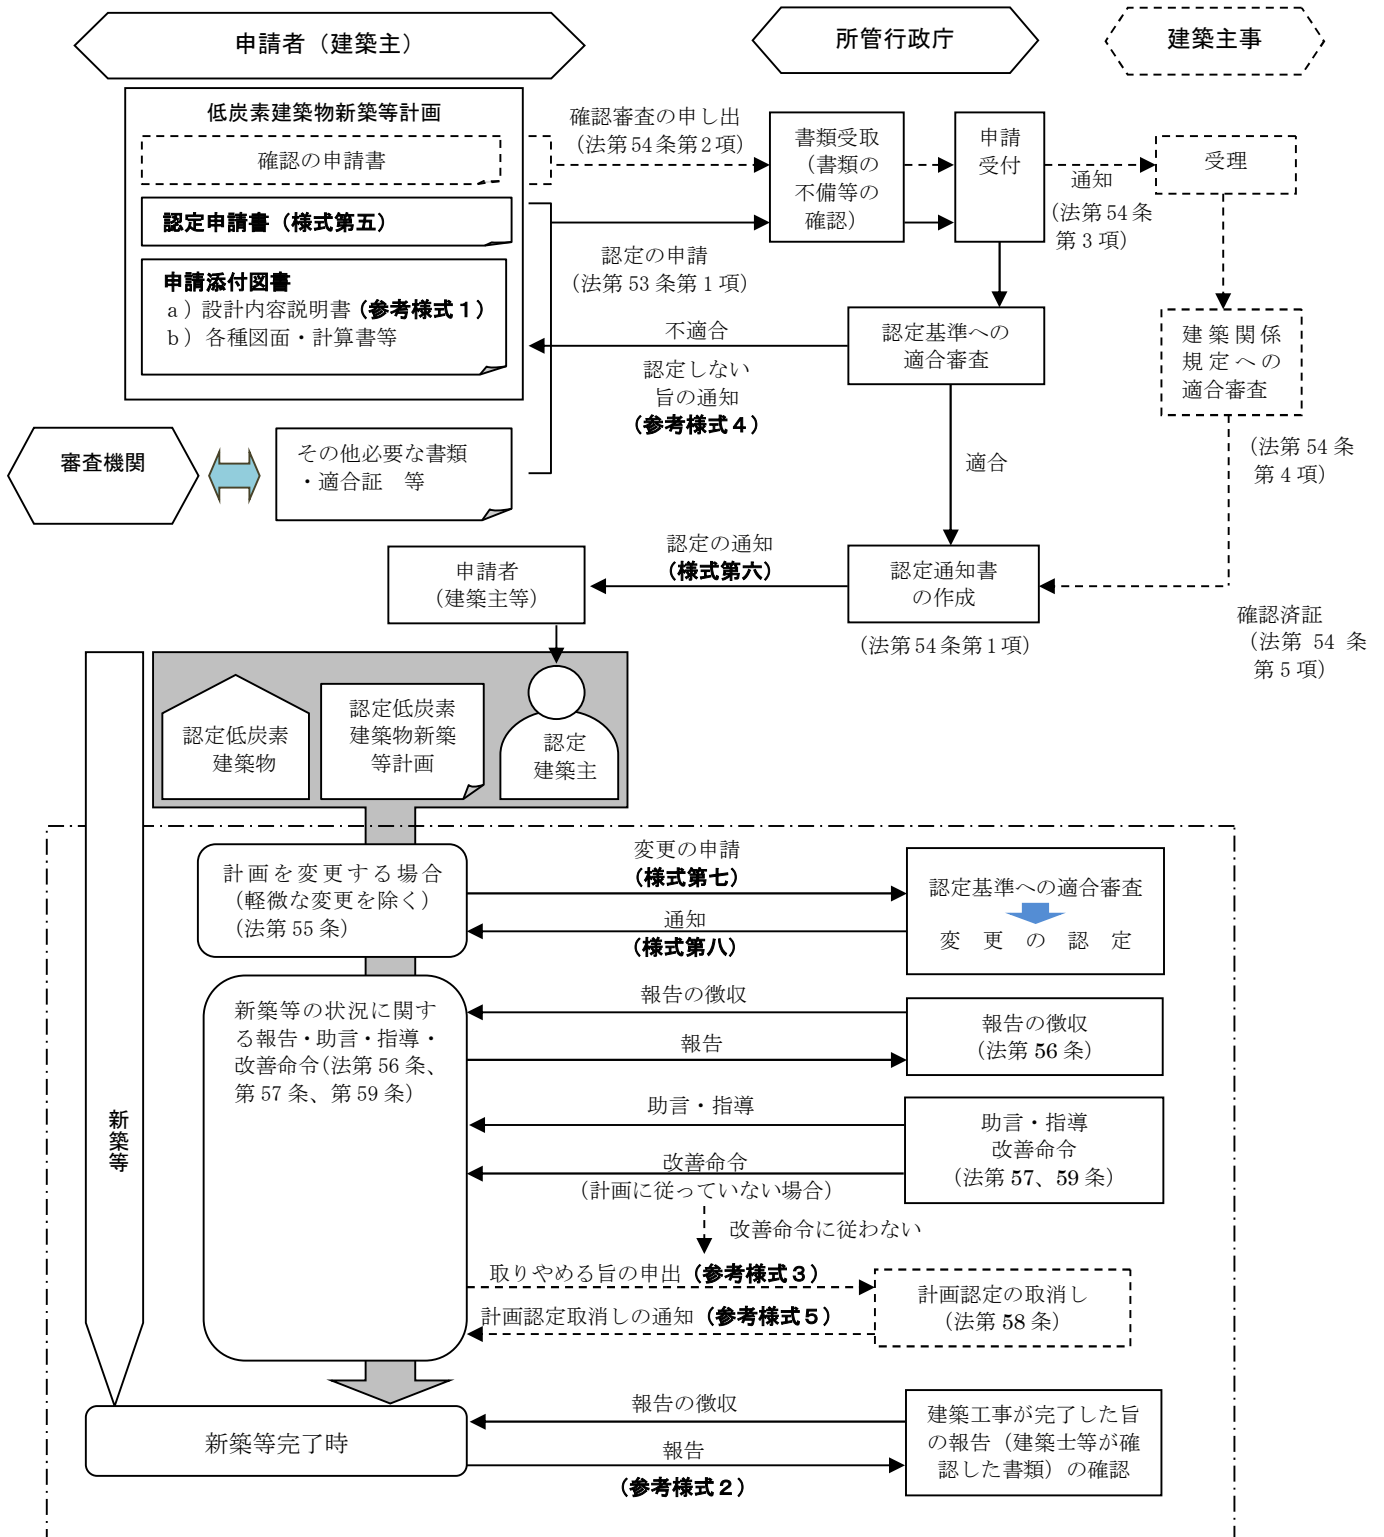 申請者（建築主）
所管行政庁
建築主事
低炭素建築物新築等計画
確認の申請書
認定申請書（様式第五）
申請添付図書
a）設計内容説明書（参考様式１）
b）各種図面・計算書等
審査機関
その他必要な書類
・適合証　等
確認審査の申し出
（法第54条第2項）
認定の申請
（法第53条第1項）
書類受取
（書類の
不備等の
確認）
申請
受付
通知
（法第54条
第3項）
受理
不適合
認定しない
旨の通知
（参考様式４）
認定基準への
適合審査
建築関係
規定への
適合審査
適合
（法第54条
第4項）
認定の通知
（様式第六）
申請者
（建築主等）
認定通知書
の作成
（法第54条第1項）
確認済証
（法第54条
第5項）
認定低炭素
建築物
認定低炭素
建築物新築
等計画
認定
建築主
新築等
計画を変更する場合
（軽微な変更を除く）
（法第55条）
変更の申請
（様式第七）
通知
（様式第八）
認定基準への適合審査
変更の認定
新築等の状況に関す
る報告・助言・指導・
改善命令（法第56条、
第57条、第59条）
報告の徴収
報告
報告の徴収
（法第56条）
助言・指導
改善命令
（計画に従っていない場合）
助言・指導
改善命令
（法第57、59条）
改善命令に従わない
取りやめる旨の申出（参考様式３）
計画認定取消しの通知（参考様式５）
計画認定の取消し
（法第58条）
新築等完了時
報告の徴収
報告
（参考様式２）
建築工事が完了した旨
の報告（建築士等が確
認した書類）の確認